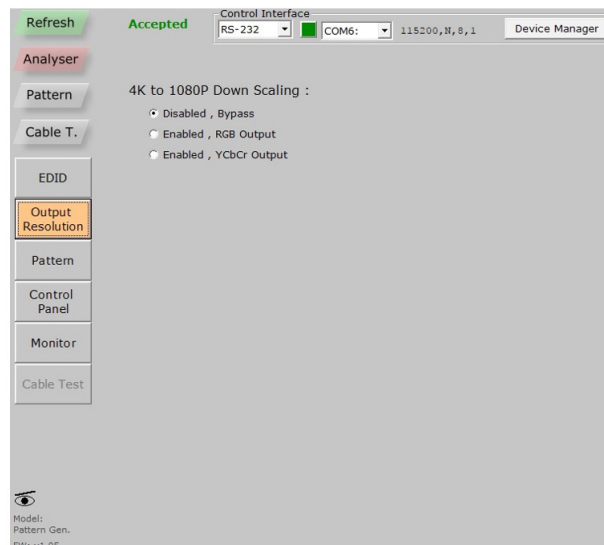 Refresh
Accepted
Control Interface
RS-232
COM6:
115200,N,8,1
Device Manager
Analyser
Pattern
Cable T.
4K to 1080P Down Scaling :
Disabled , Bypass
Enabled , RGB Output
Enabled , YCbCr Output
EDID
Output
Resolution
Pattern
Control
Panel
Monitor
Cable Test
Model:
Pattern Gen.